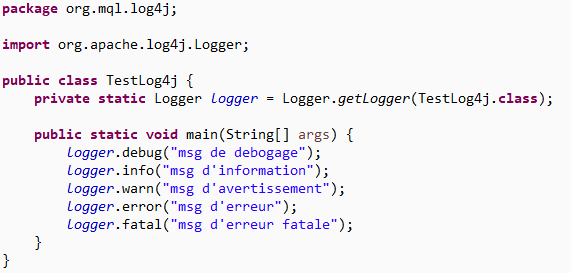 package org.mql.log4j;
import org.apache.log4j.Logger;
public class TestLog4j {
private static Logger logger = Logger.getLogger(TestLog4j.class);
public static void main(String[] args) {
logger.debug("msg de debogage");
logger.info("msg d'information");
logger.warn("msg d'avertissement");
logger.error("msg d'erreur");
logger.fatal("msg d'erreur fatale");
}
}